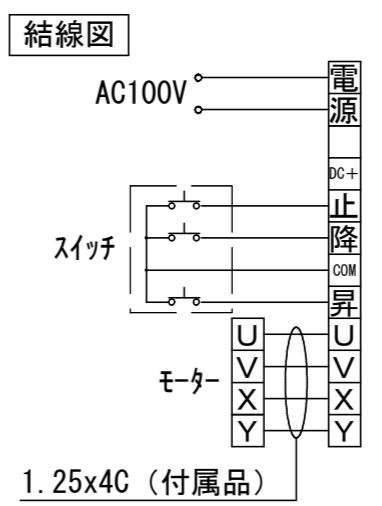 結線図
AC100V
電
源
DC+
止
降
COM
昇
スイッチ
モーター
U U
V V
X X
Y Y
1.25x4C (付属品)